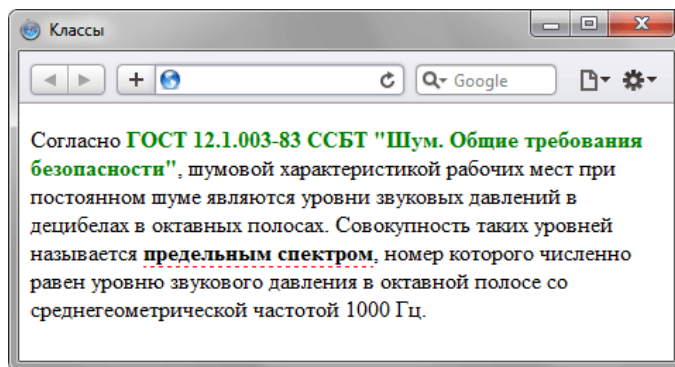 Классы
Google
Согласно ГОСТ 12.1.003-83 ССБТ "Шум. Общие требования
безопасности", шумовой характеристикой рабочих мест при
постоянном шуме являются уровни звуковых давлений в
децибелах в октавных полосах. Совокупность таких уровней
называется предельным спектром, номер которого численно
равен уровню звукового давления в октавной полосе со
среднегеометрической частотой 1000 Гц.